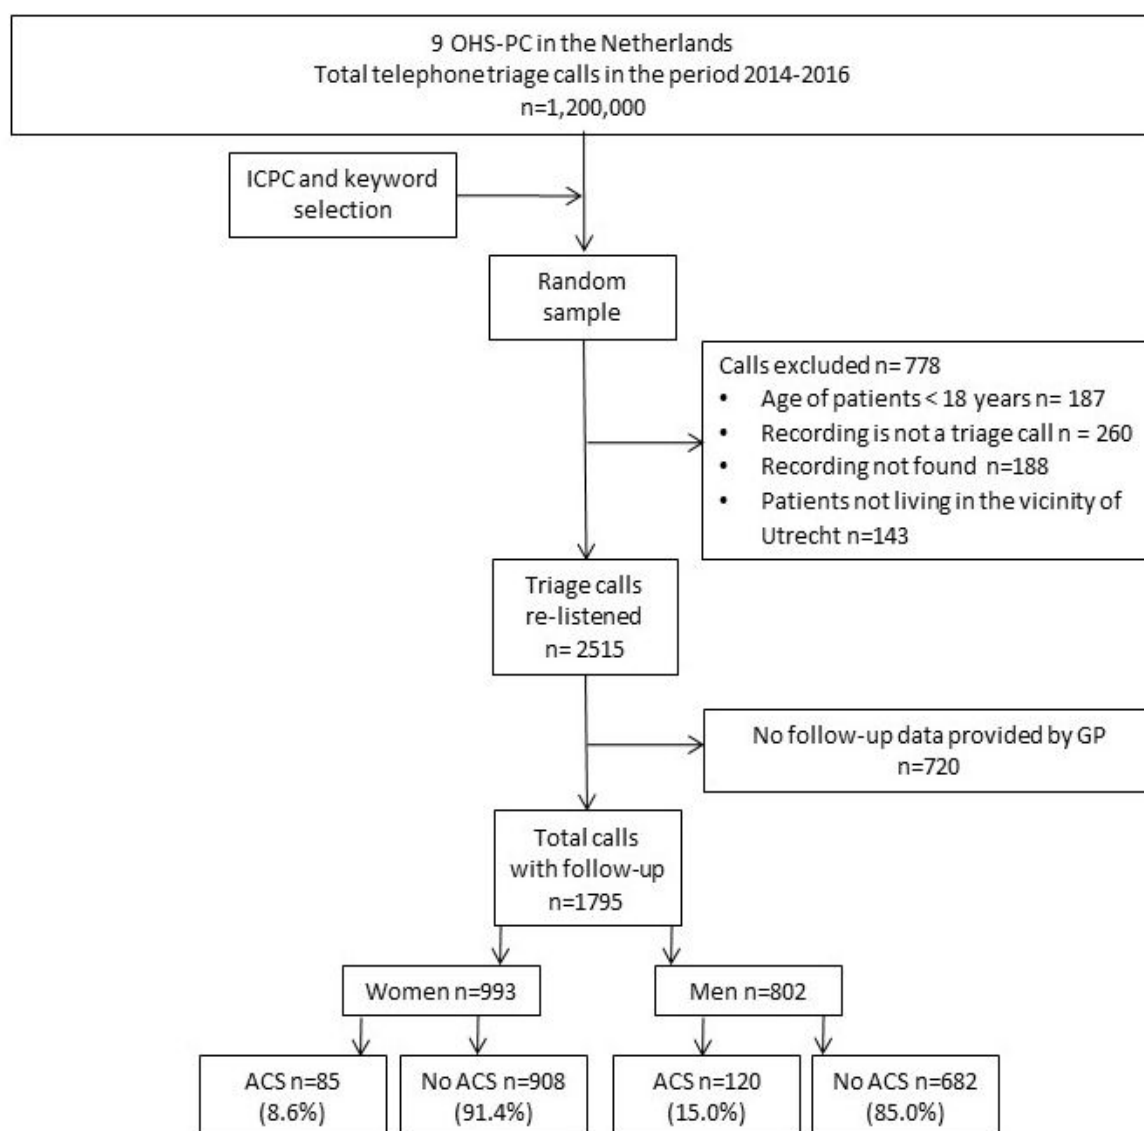 9 OHS-PC in the Netherlands
Total telephone triage calls in the period 2014-2016
n=1,200,000
ICPC and keyword
selection
Random
sample
Calls excluded n= 778
• Age of patients < 18 years n= 187
• Recording is not a triage call n = 260
• Recording not found n=188
• Patients not living in the vicinity of
Utrecht n=143
Triage calls
re-listened
n= 2515
No follow-up data provided by GP
n=720
Total calls
with follow-up
n=1795
Women n=993
Men n=802
ACS n=85
(8.6%)
No ACS n=908
(91.4%)
ACS n=120
(15.0%)
No ACS n=682
(85.0%)